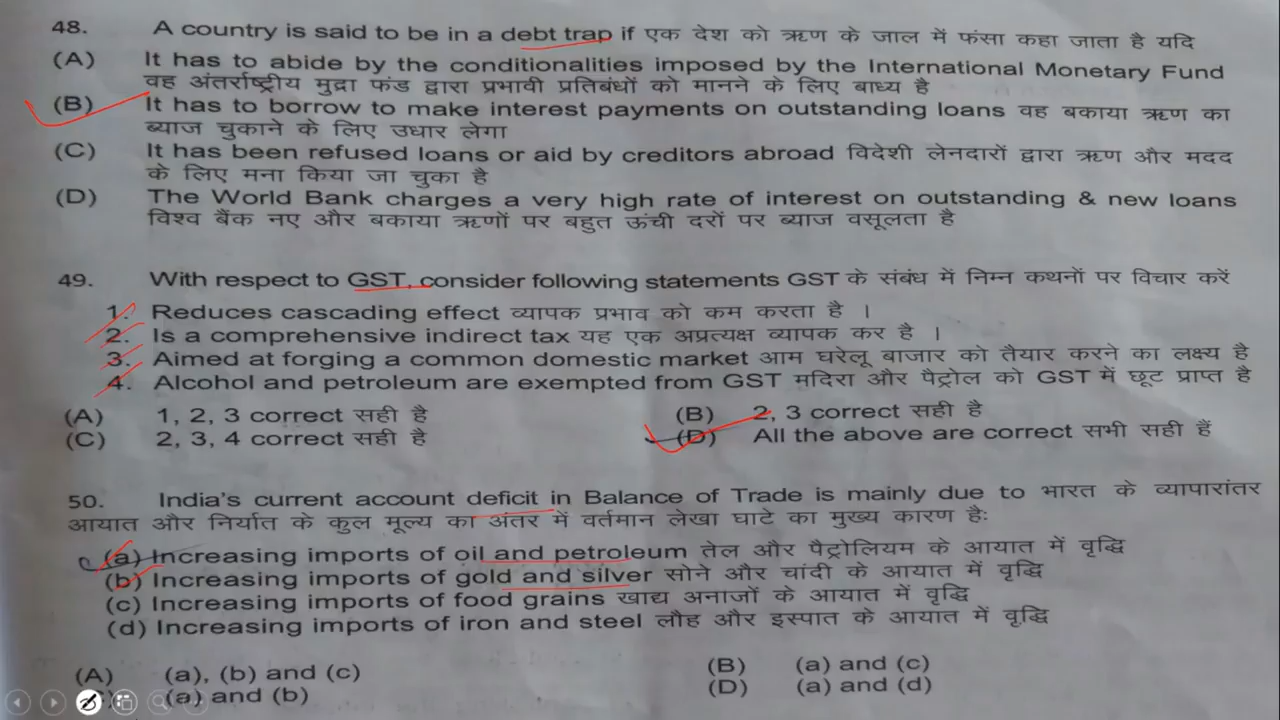 48. A country is said to be in a debt trap if एक देश को ऋण के जाल में फंसा कहा जाता है यदि
(A) It has to abide by the conditionalities imposed by the International Monetary Fund
वह अंतर्राष्ट्रीय मुद्रा फंड द्वारा प्रभावी प्रतिबंधों को मानने के लिए बाध्य है
(B) It has to borrow to make interest payments on outstanding loans वह बकाया ऋण का
ब्याज चुकाने के लिए उधार लेगा
(C) It has been refused loans or aid by creditors abroad विदेशी लेनदारों द्वारा ऋण और मदद
के लिए मना किया जा चुका है
(D) The World Bank charges a very high rate of interest on outstanding & new loans
विश्व बैंक नए और बकाया ऋणों पर बहुत ऊंची दरों पर ब्याज वसूलता है
49. With respect to GST, consider following statements GST के संबंध में निम्न कथनों पर विचार करें
1. Reduces cascading effect व्यापक प्रभाव को कम करता है ।
2. Is a comprehensive indirect tax यह एक अप्रत्यक्ष व्यापक कर है ।
3. Aimed at forging a common domestic market आम घरेलू बाजार को तैयार करने का लक्ष्य है
4. Alcohol and petroleum are exempted from GST मदिरा और पैट्रोल को GST में छूट प्राप्त है
(A) 1, 2, 3 correct सही है (B) 2, 3 correct सही है
(C) 2, 3, 4 correct सही है (D) All the above are correct सभी सही हैं
50. India's current account deficit in Balance of Trade is mainly due to भारत के व्यापारांतर
आयात और निर्यात के कुल मूल्य का अंतर में वर्तमान लेखा घाटे का मुख्य कारण है:
(a) Increasing imports of oil and petroleum तेल और पैट्रोलियम के आयात में वृद्धि
(b) Increasing imports of gold and silver सोने और चांदी के आयात में वृद्धि
(c) Increasing imports of food grains खाद्य अनाजों के आयात में वृद्धि
(d) Increasing imports of iron and steel लौह और इस्पात के आयात में वृद्धि
(A) (a), (b) and (c) (B) (a) and (c)
(a) and (b) (D) (a) and (d)